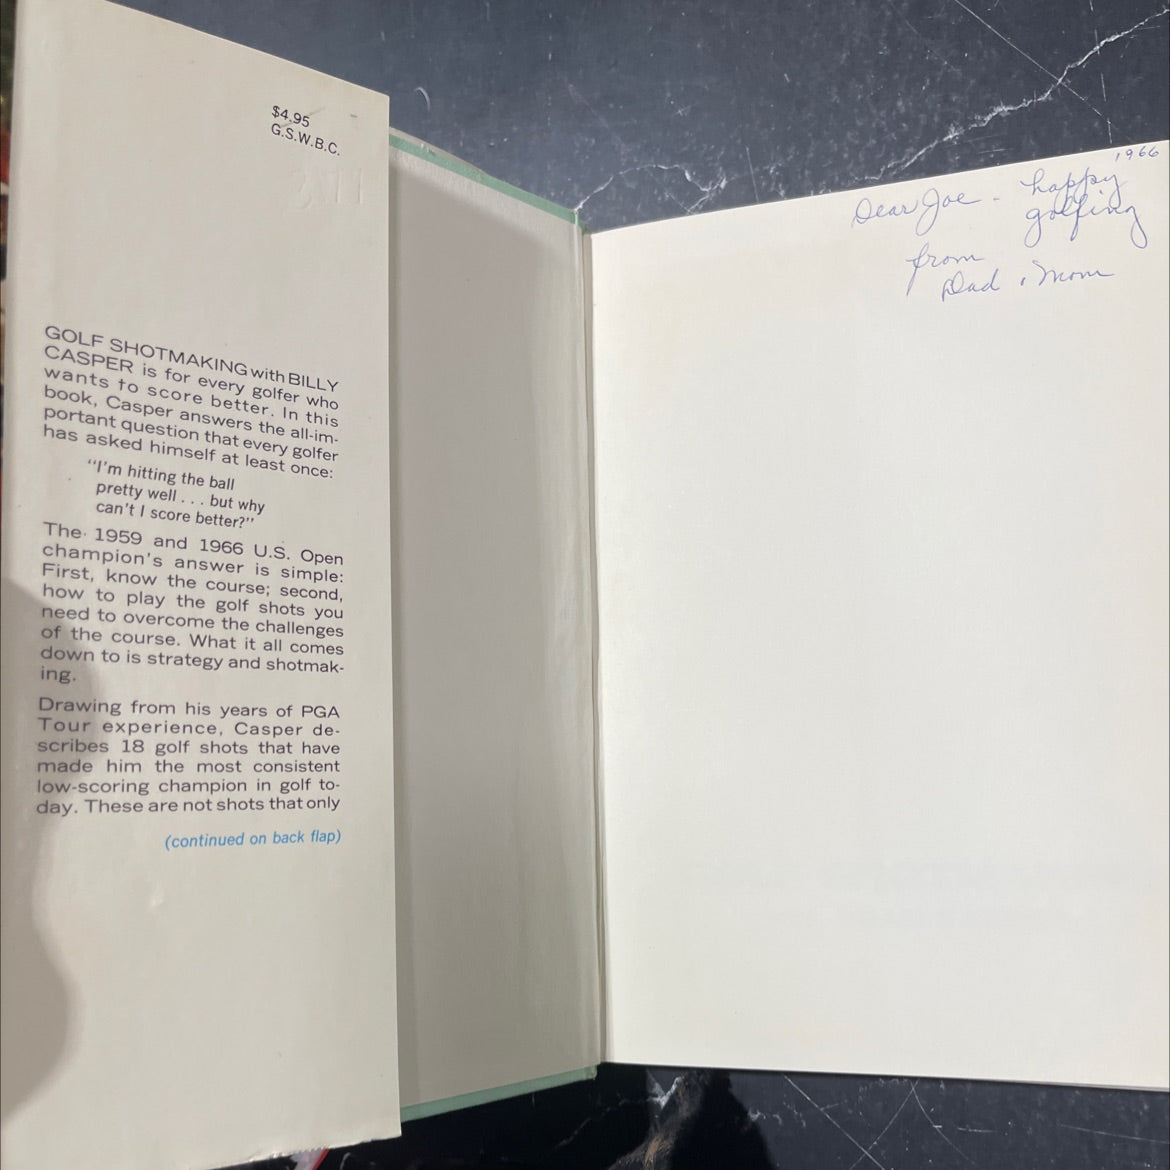 $4.95
G.S.W.B.C.
GOLF SHOTMAKING with BILLY
CASPER is for every golfer who
wants to score better. In this
book, Casper answers the all-im-
portant question that every golfer
has asked himself at least once:
"I'm hitting the ball
pretty well . . . but why
can't I score better?"
The 1959 and 1966 U.S. Open
champion's answer is simple:
First, know the course; second,
how to play the golf shots you
need to overcome the challenges
of the course. What it all comes
down to is strategy and shotmak-
ing.
Drawing from his years of PGA
Tour experience, Casper de-
scribes 18 golf shots that have
made him the most consistent
low-scoring champion in golf to-
day. These are not shots that only
(continued on back flap)
1966
Dear Joe - happy
golfing
from
Dad & Mom